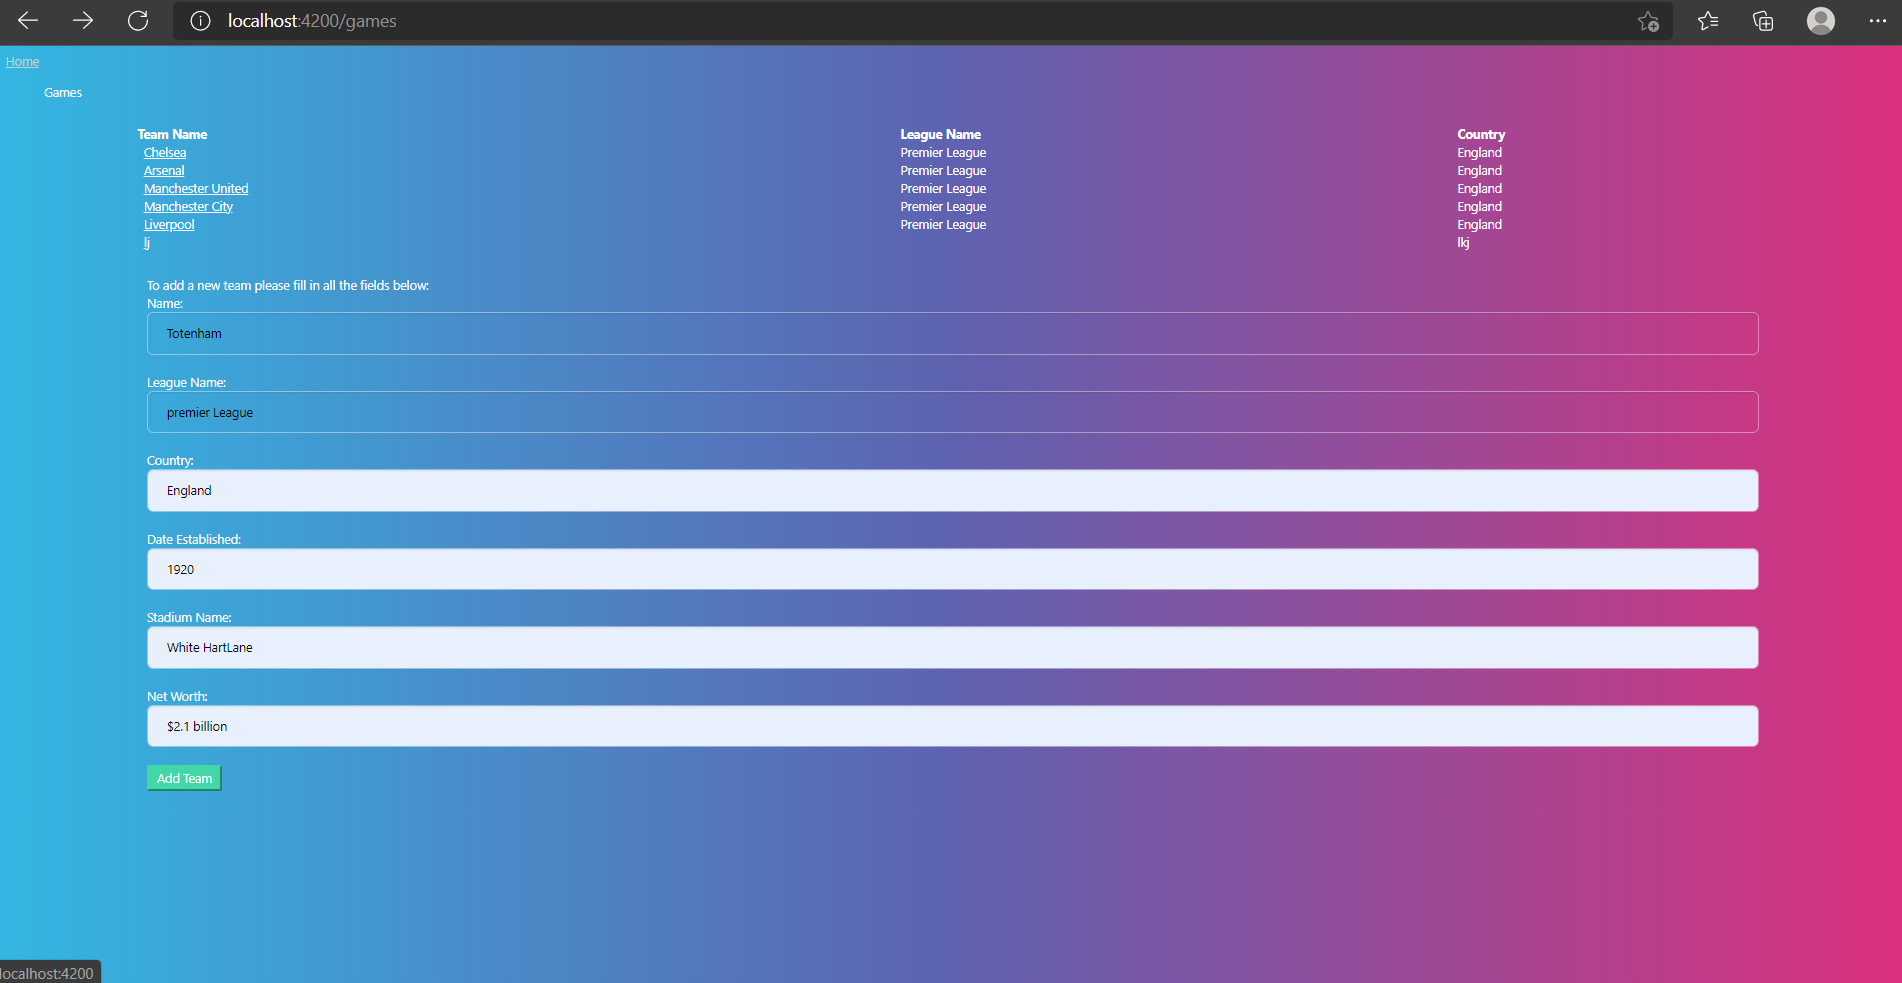 localhost:4200/games
Home
Games
Team Name League Name Country
Chelsea Premier League England
Arsenal Premier League England
Manchester United Premier League England
Manchester City Premier League England
Liverpool Premier League England
lj lkj
To add a new team please fill in all the fields below:
Name:
Totenham
League Name:
premier League
Country:
England
Date Established:
1920
Stadium Name:
White HartLane
Net Worth:
$2.1 billion
Add Team
localhost:4200